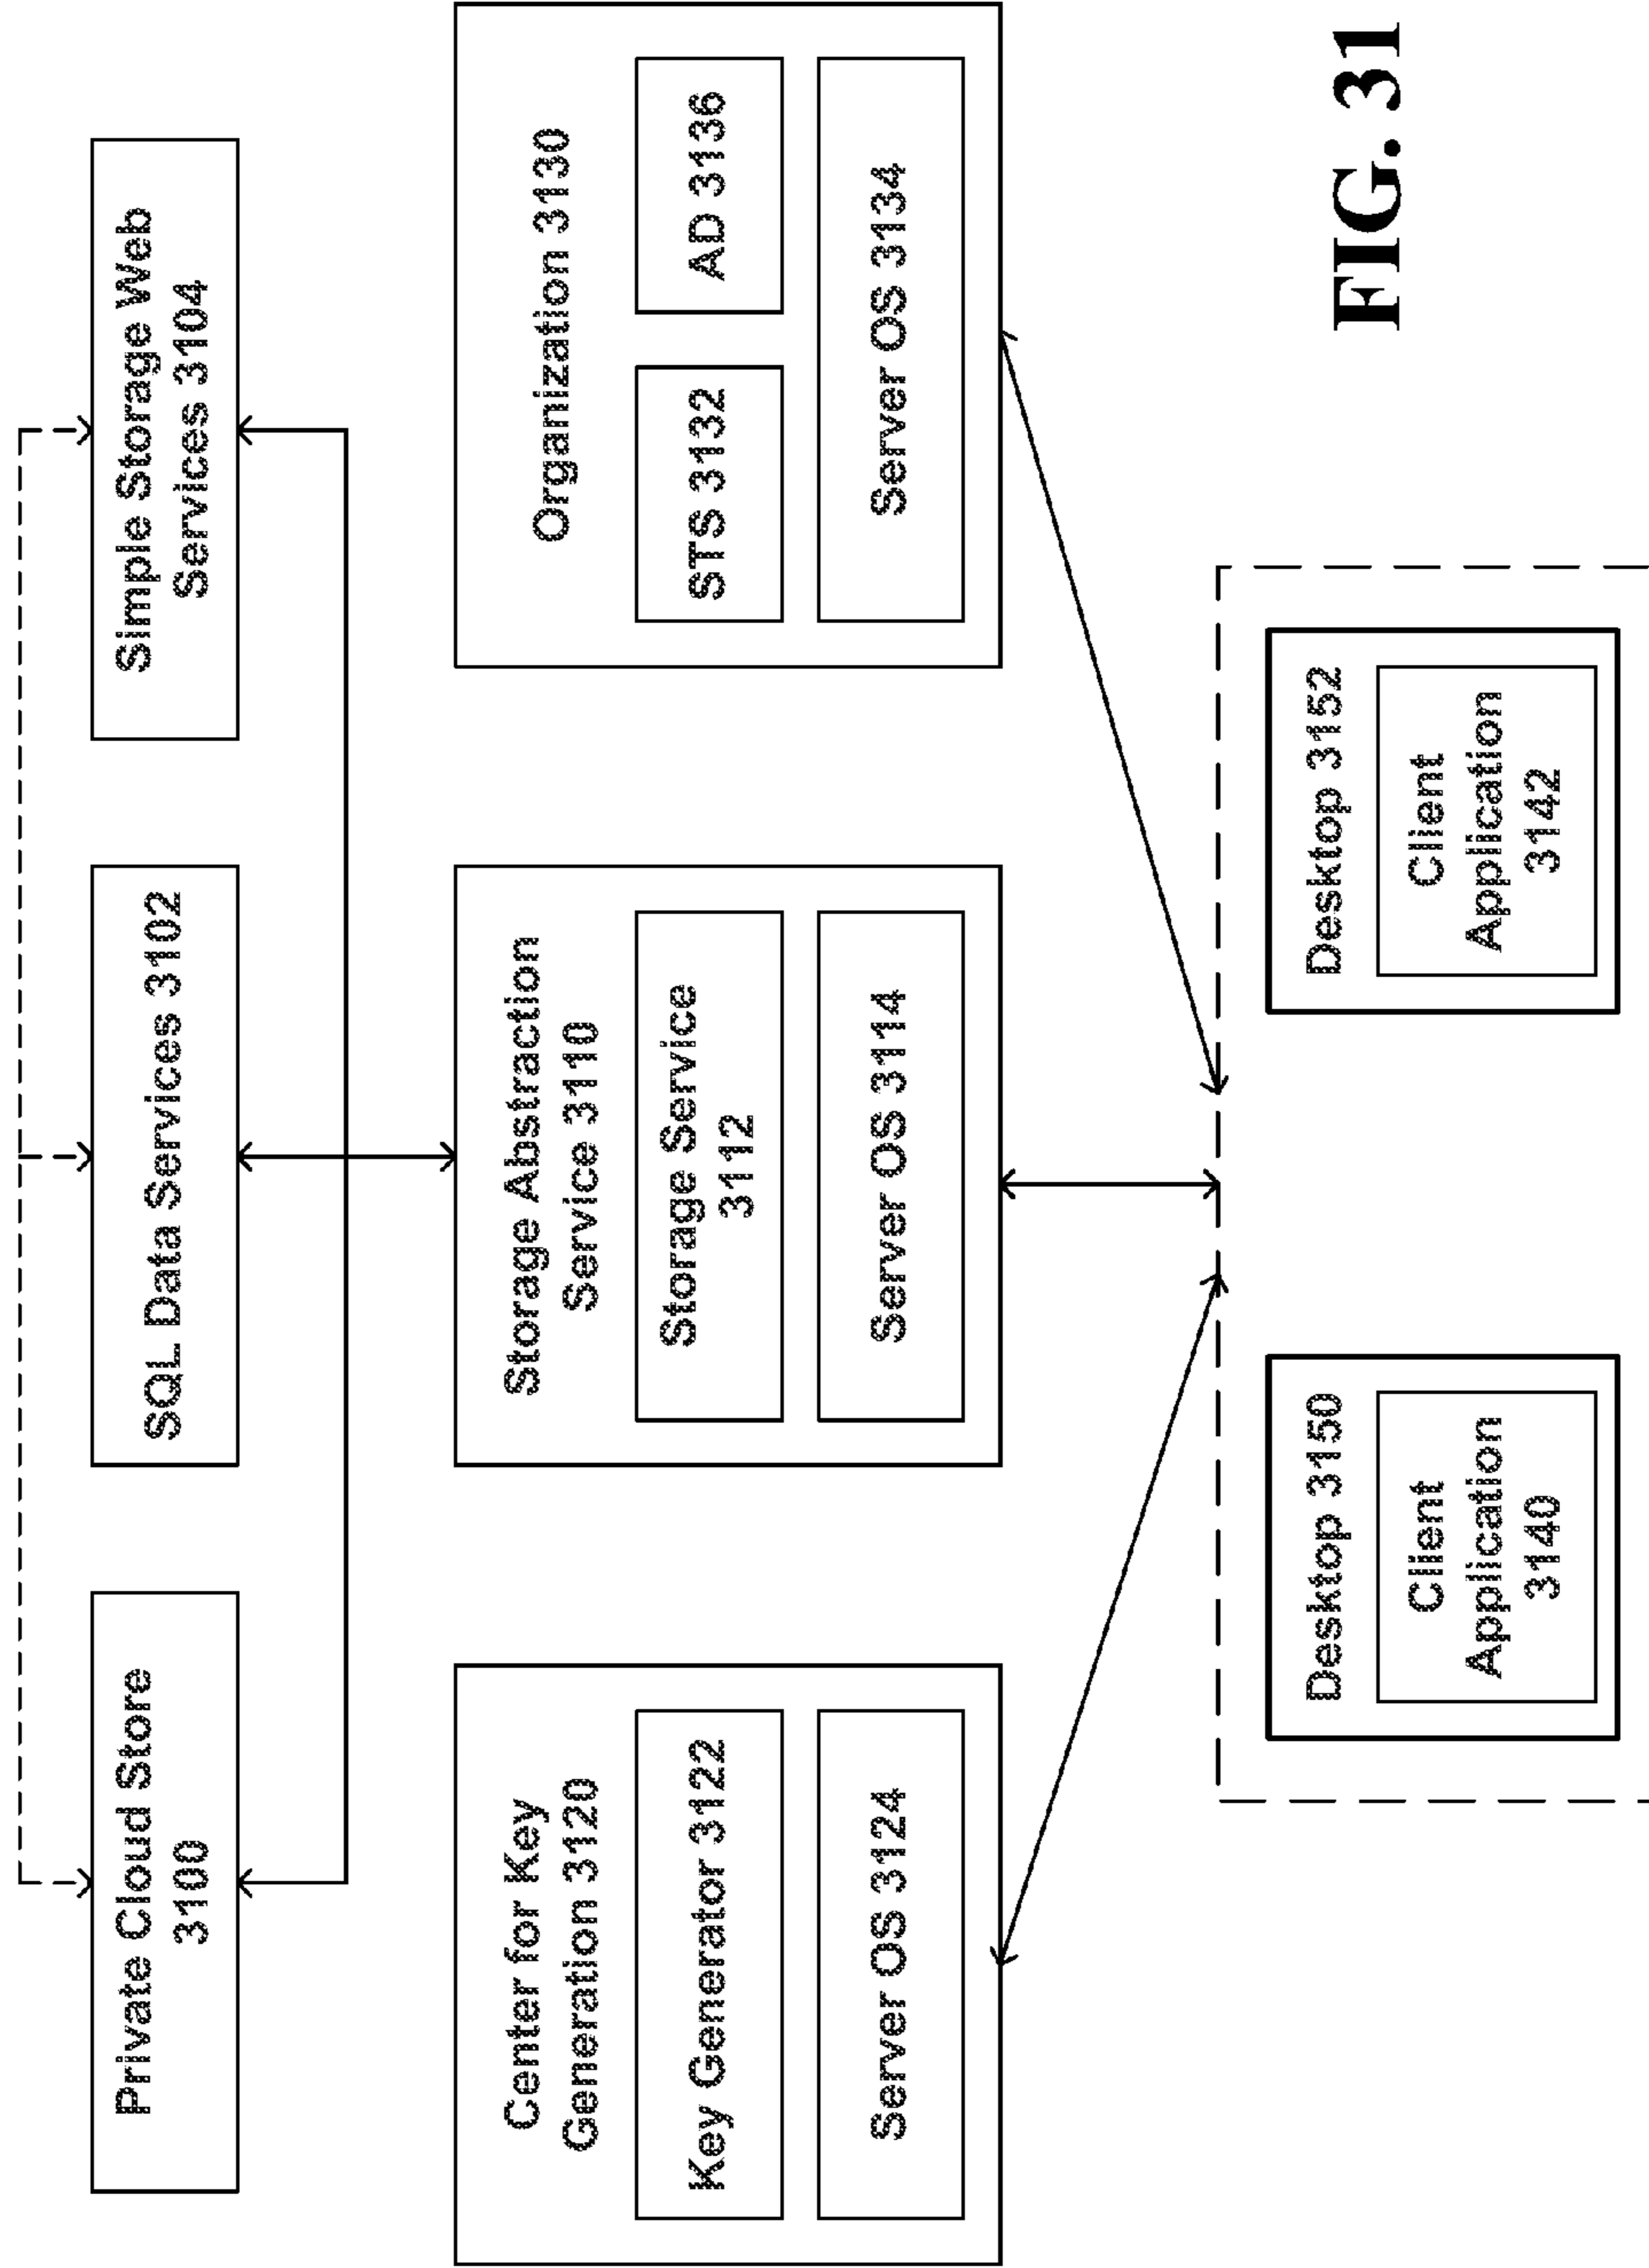 Private Cloud Store
3100
SQL Data Services 3102
Simple Storage Web
Services 3104
Center for Key
Generation 3120
Key Generator 3122
Server OS 3124
Storage Abstraction
Service 3110
Storage Service
3112
Server OS 3114
Organization 3130
STS 3132
AD 3136
Server OS 3134
Desktop 3150
Client
Application
3140
Desktop 3152
Client
Application
3142
FIG. 31